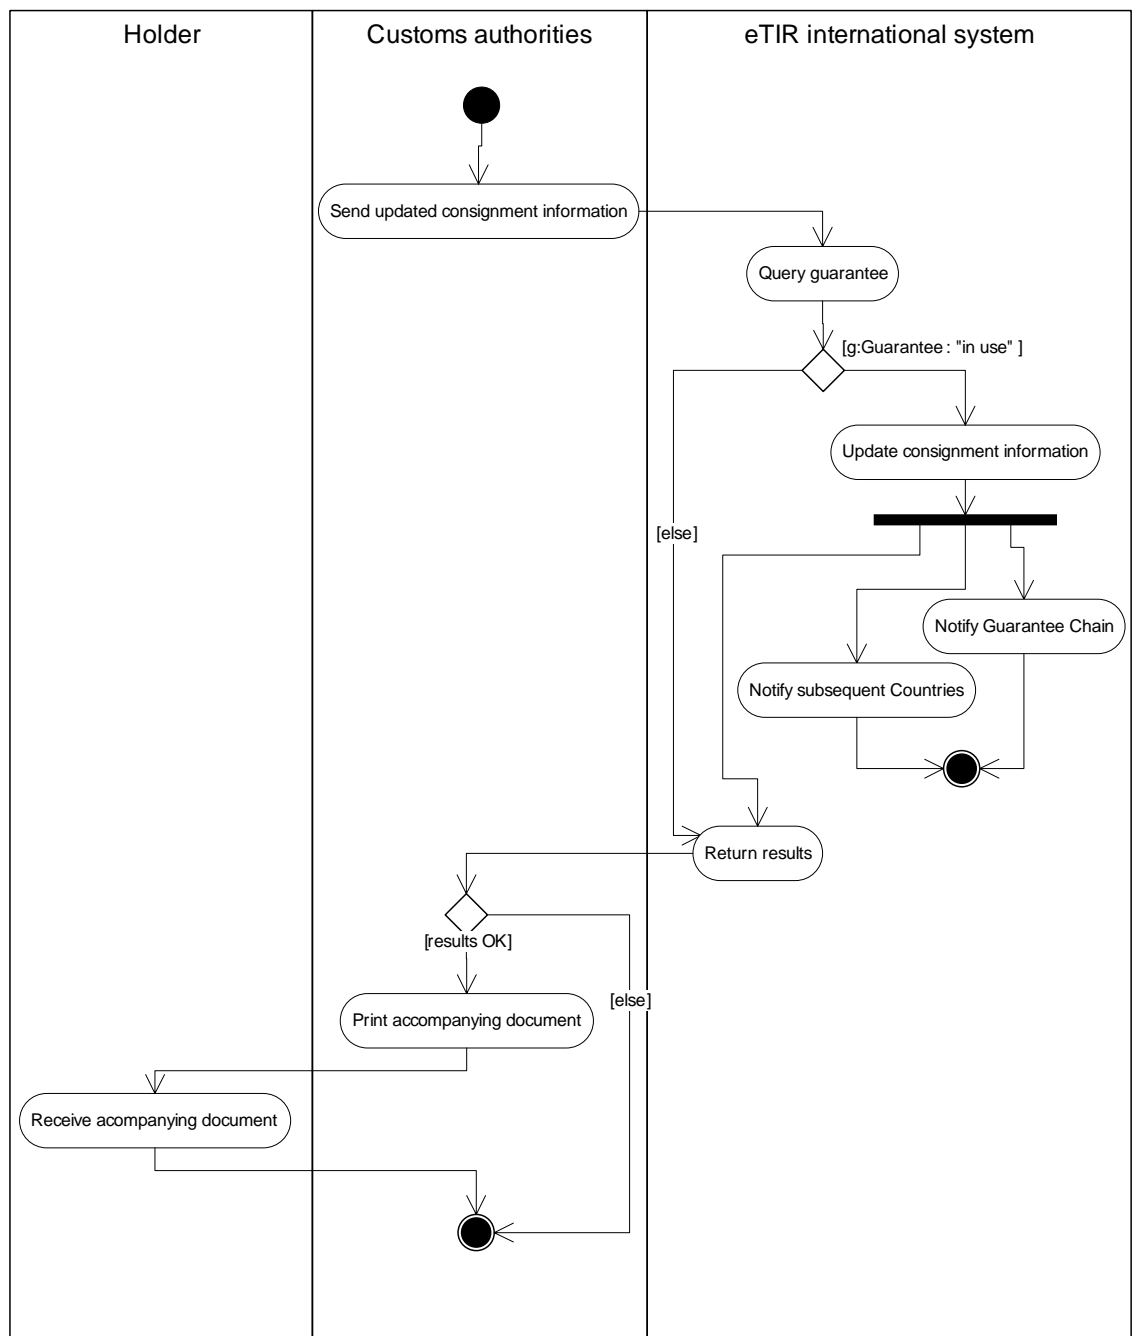 Holder
Customs authorities
eTIR international system
Send updated consignment information
Query guarantee
[g:Guarantee : "in use" ]
Update consignment information
[else]
Notify Guarantee Chain
Notify subsequent Countries
Return results
[results OK]
[else]
Print accompanying document
Receive acompanying document